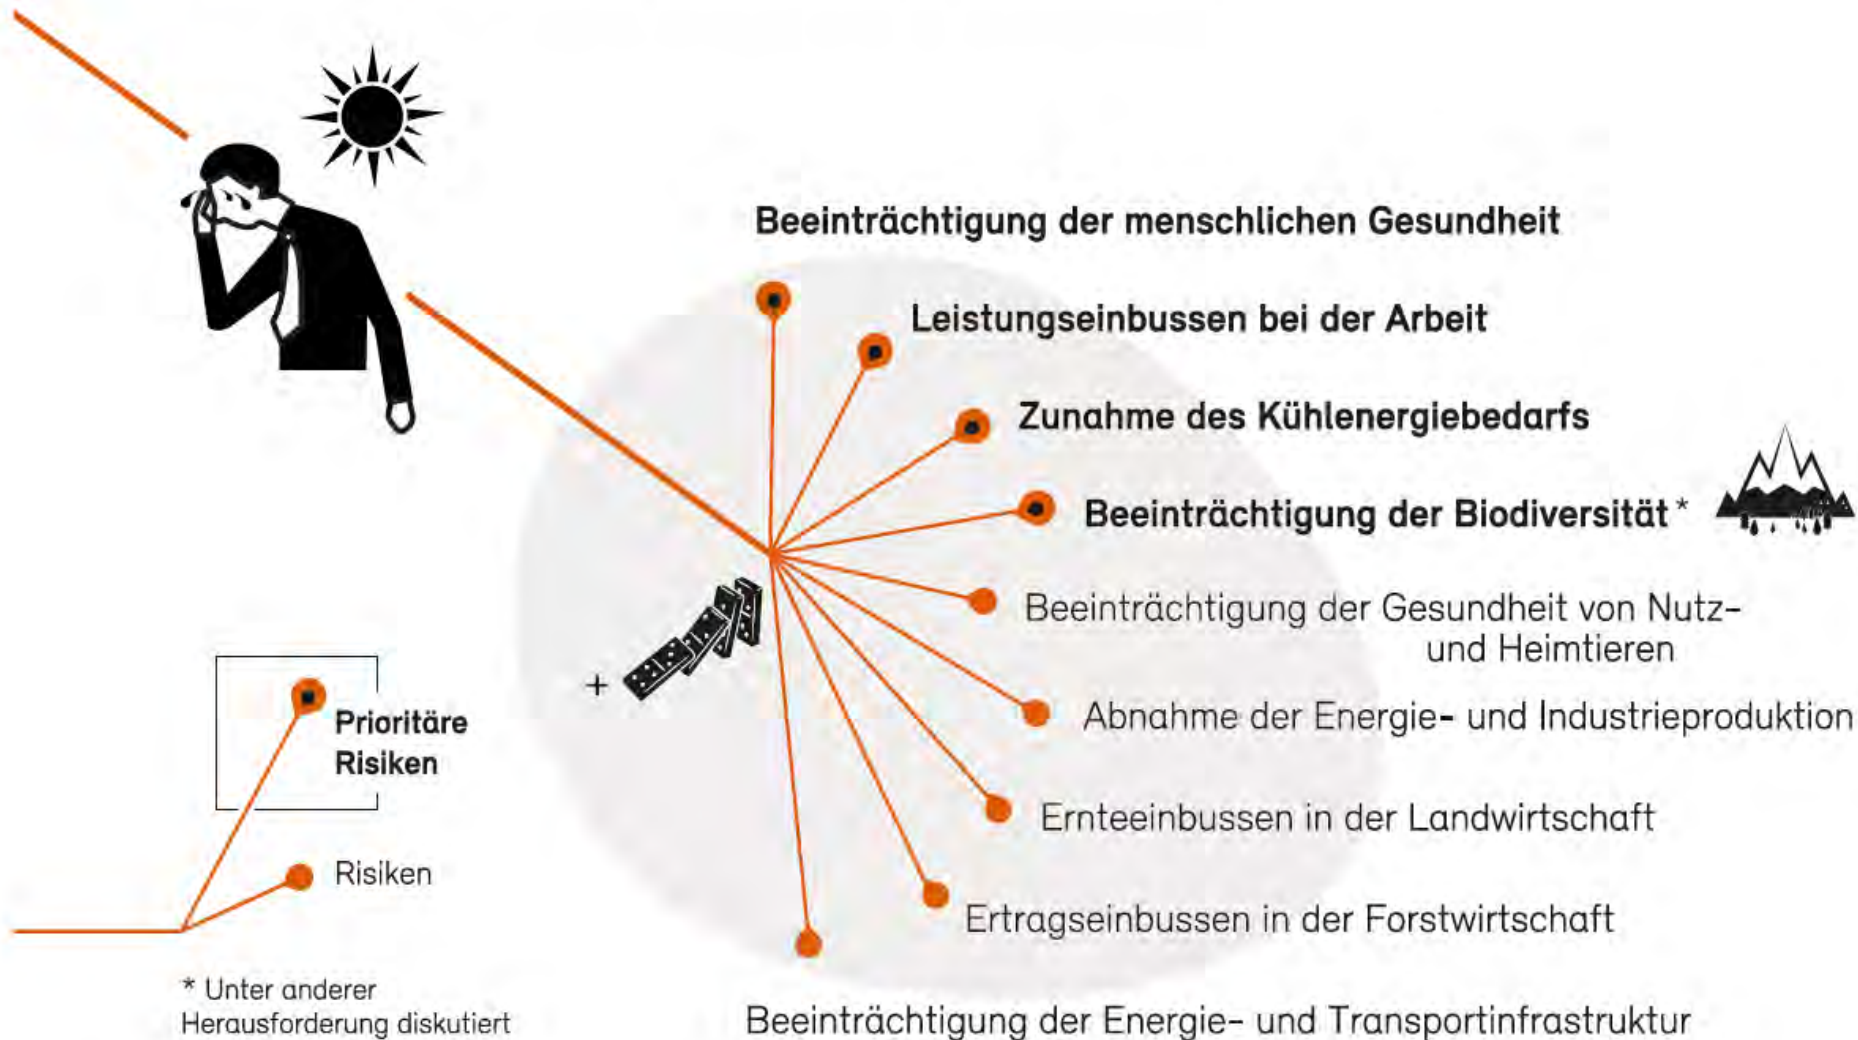 Beeinträchtigung der menschlichen Gesundheit
Leistungseinbussen bei der Arbeit
Zunahme des Kühlenergiebedarfs
Beeinträchtigung der Biodiversität*
Beeinträchtigung der Gesundheit von Nutz-
und Heimtieren
Abnahme der Energie- und Industrieproduktion
Ernteeinbussen in der Landwirtschaft
Ertragseinbussen in der Forstwirtschaft
Beeinträchtigung der Energie- und Transportinfrastruktur
+
Prioritäre
Risiken
Risiken
* Unter anderer
Herausforderung diskutiert